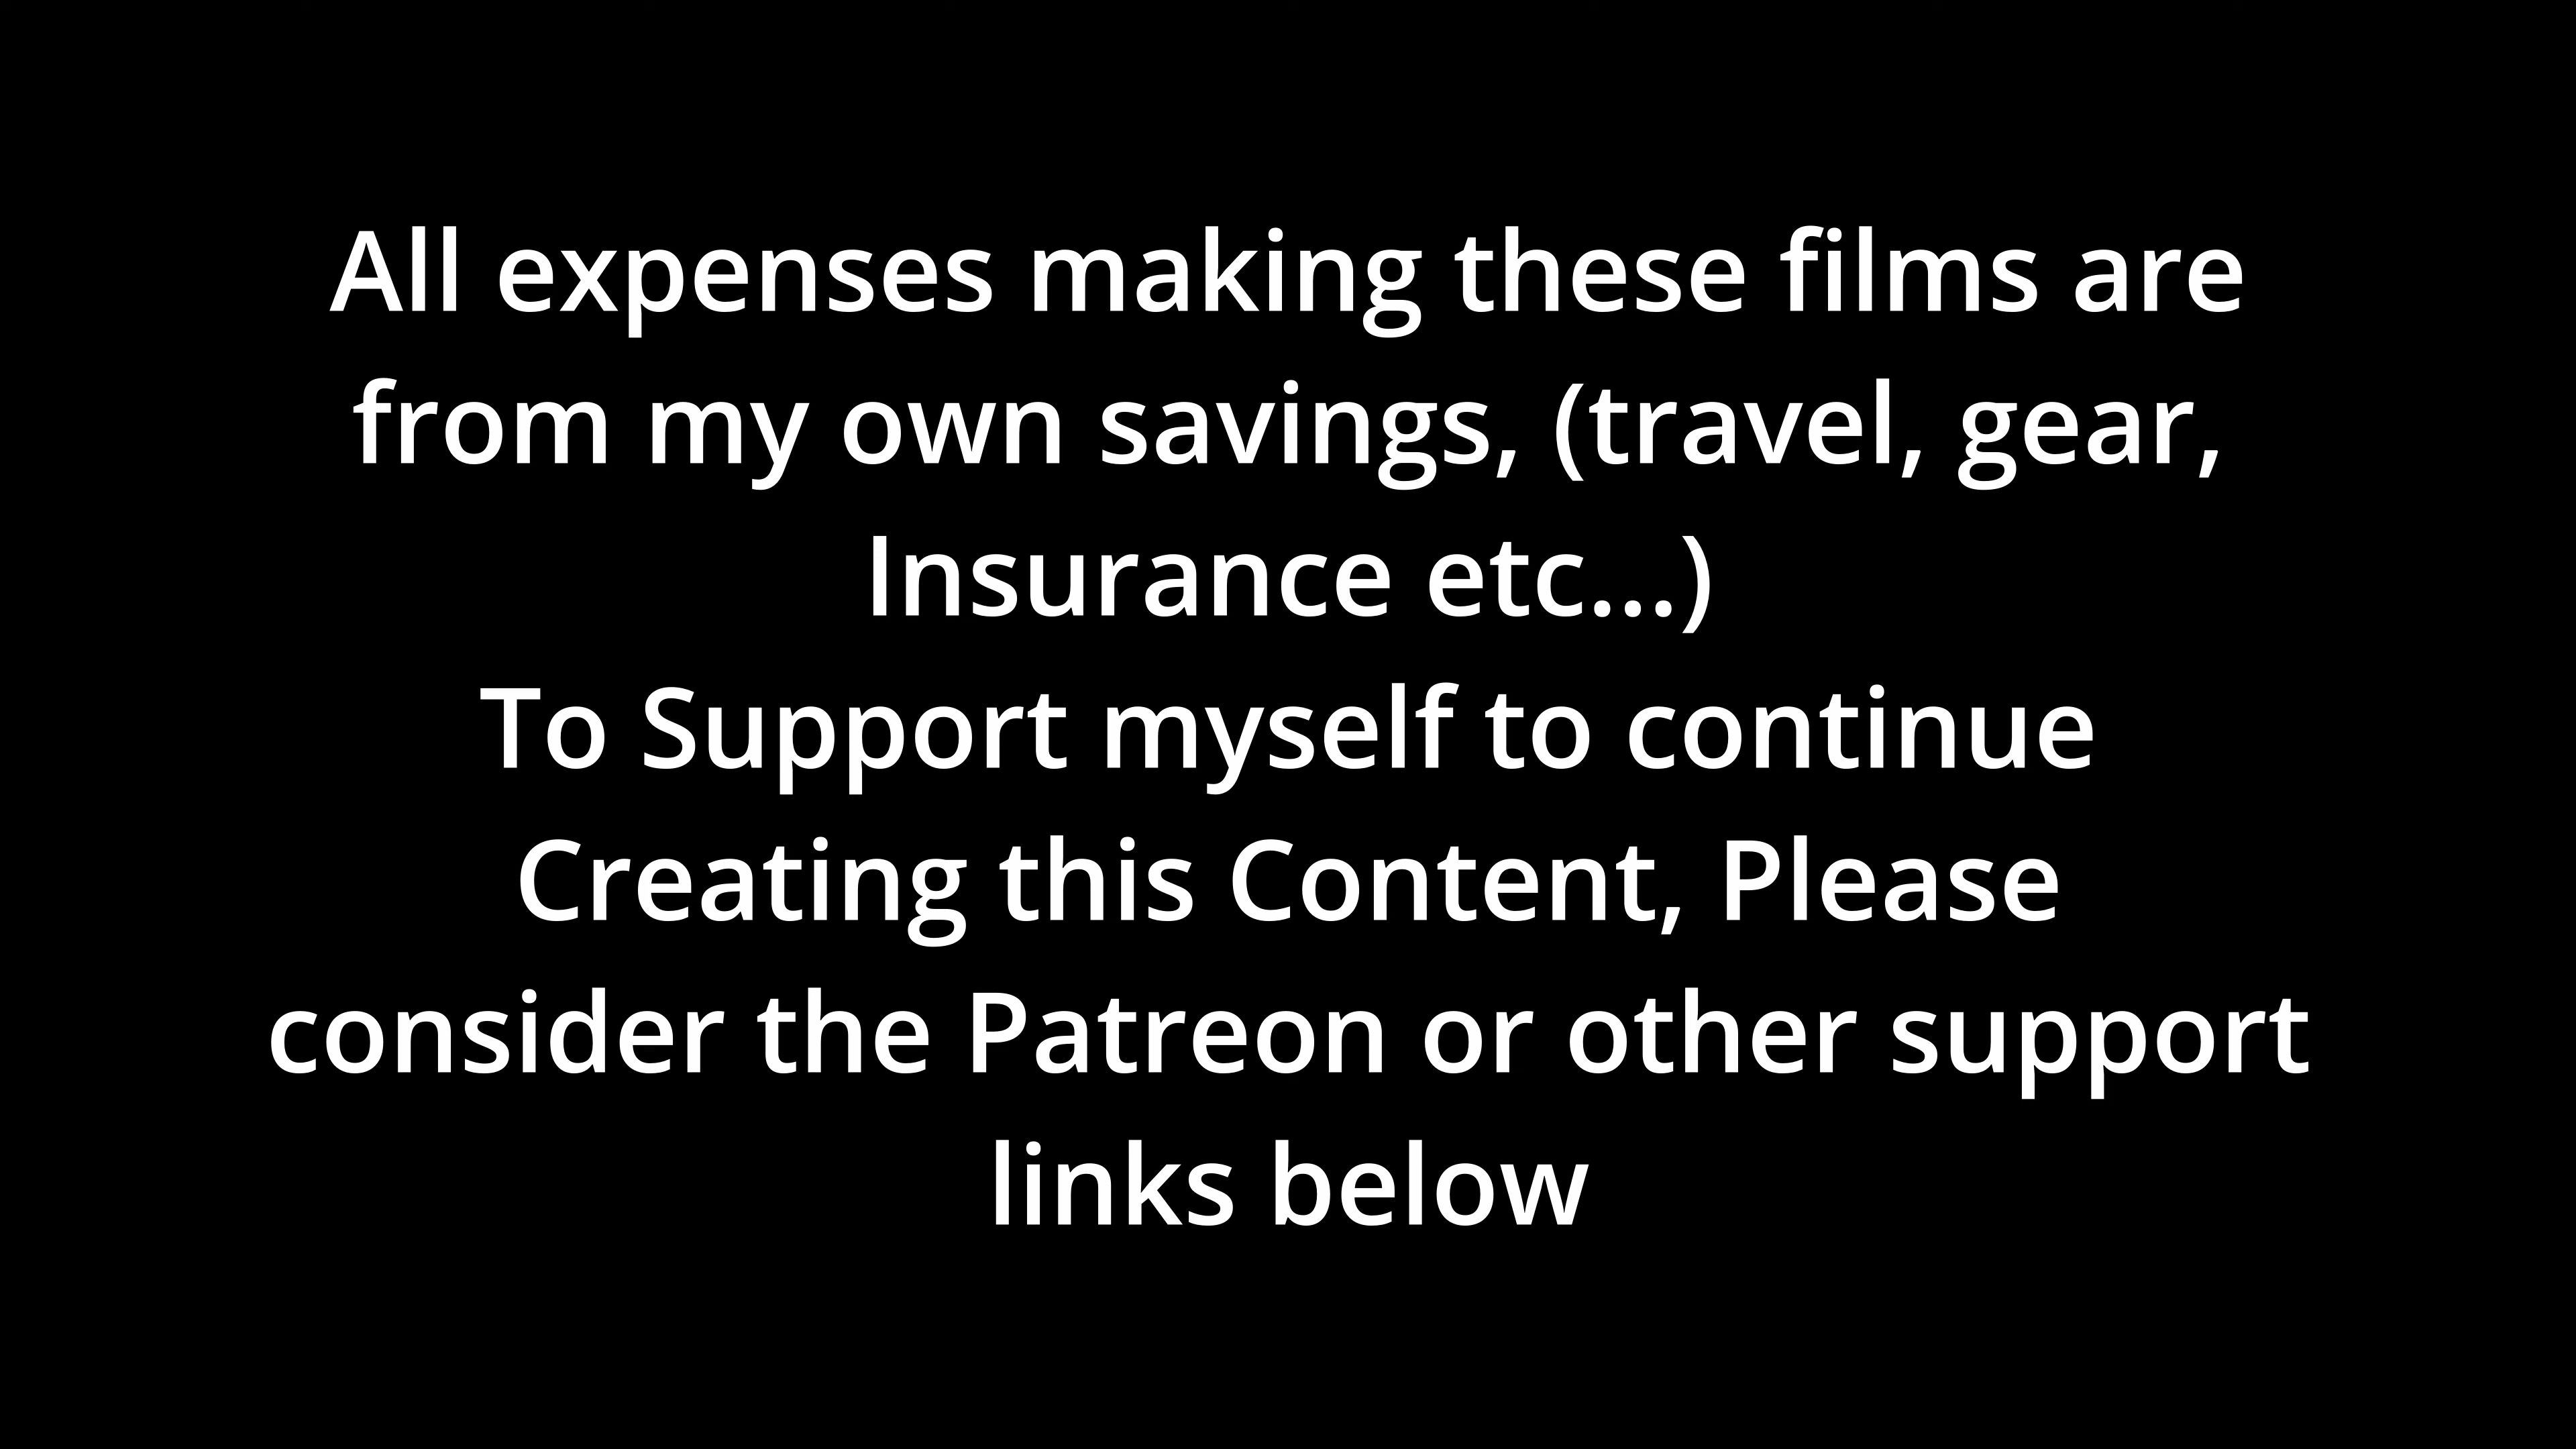 All expenses making these films are
from my own savings, (travel, gear,
Insurance etc...)
To Support myself to continue
Creating this Content, Please
consider the Patreon or other support
links below